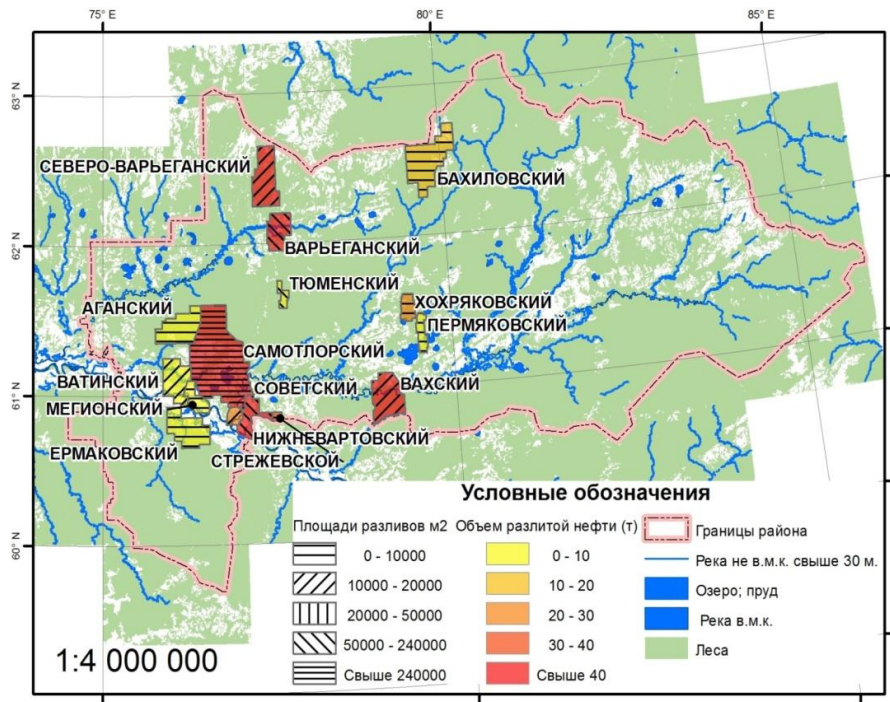 75° E
80° E
85° E
63° N
62° N
61° N
60° N
СЕВЕРО-ВАРЬЕГАНСКИЙ
БАХИЛОВСКИЙ
ВАРЬЕГАНСКИЙ
ТЮМЕНСКИЙ
АГАНСКИЙ
ХОХРЯКОВСКИЙ
ПЕРМЯКОВСКИЙ
САМОТЛОРСКИЙ
ВАТИНСКИЙ
СОВЕТСКИЙ
ВАХСКИЙ
МЕГИОНСКИЙ
НИЖНЕВАРТОВСКИЙ
ЕРМАКОВСКИЙ
СТРЕЖЕВСКОЙ
Условные обозначения
Площади разливов м2
0 - 10000
10000 - 20000
20000 - 50000
50000 - 240000
Свыше 240000
Объем разлитой нефти (т)
0 - 10
10 - 20
20 - 30
30 - 40
Свыше 40
Границы района
Река не в.м.к. свыше 30 м.
Озеро; пруд
Река в.м.к.
Леса
1:4 000 000